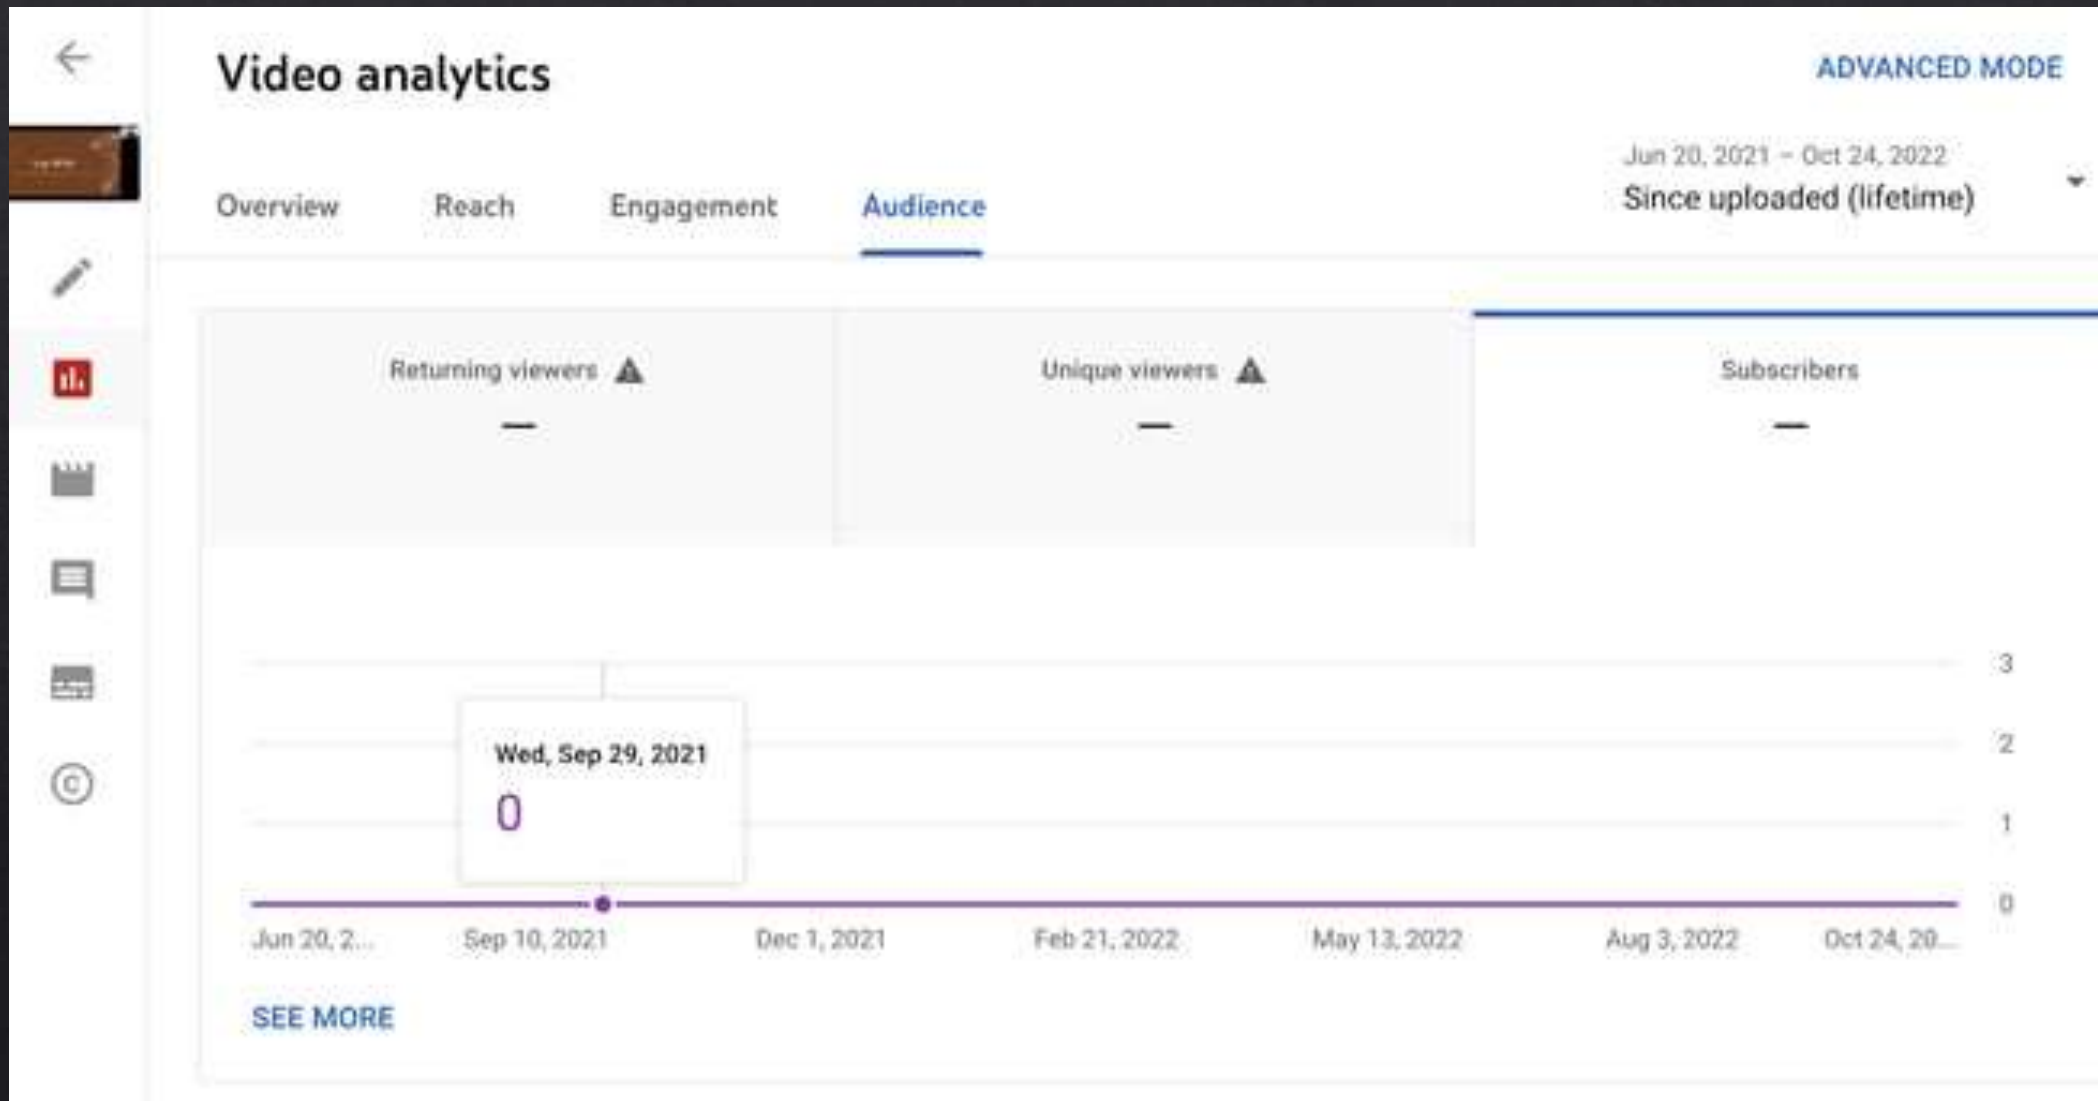 Video analytics
ADVANCED MODE
Jun 20, 2021 – Oct 24, 2022
Since uploaded (lifetime)
Overview Reach Engagement Audience
Returning viewers Unique viewers Subscribers
— — —
3
2
Wed, Sep 29, 2021
0
1
0
Jun 20, 2... Sep 10, 2021 Dec 1, 2021 Feb 21, 2022 May 13, 2022 Aug 3, 2022 Oct 24, 20...
SEE MORE